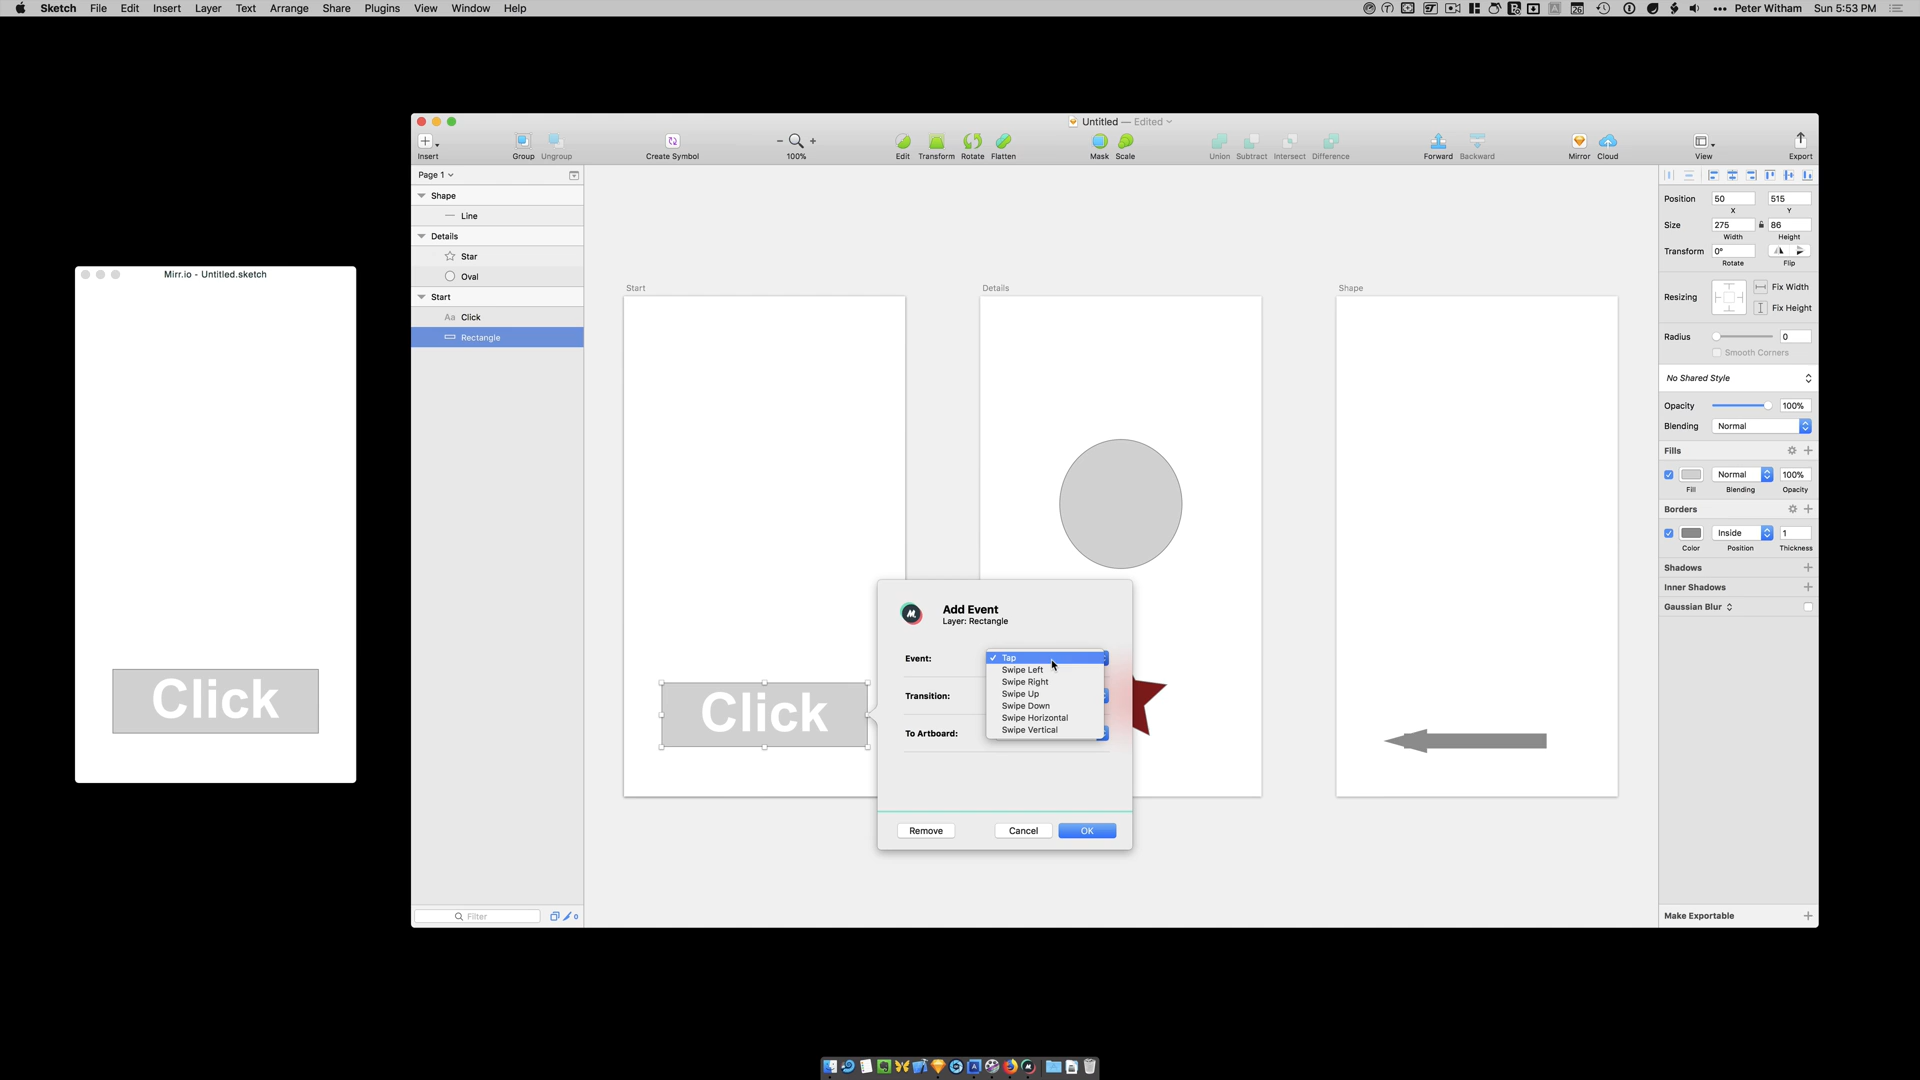 Sketch File Edit Insert Layer Text Arrange Share Plugins View Window Help
26
Peter Witham Sun 5:53 PM
Untitled — Edited
Insert Group Ungroup Create Symbol 100% Edit Transform Rotate Flatten Mask Scale Union Subtract Intersect Difference Forward Backward Mirror Cloud View Export
Page 1
Shape
Line
Details
Star
Oval
Start
Aa Click
Rectangle
Filter
0
Mirr.io - Untitled.sketch
Click
Start
Details
Shape
Click
Add Event
Layer: Rectangle
Event:
Transition:
To Artboard:
✓ Tap
Swipe Left
Swipe Right
Swipe Up
Swipe Down
Swipe Horizontal
Swipe Vertical
Remove
Cancel
OK
Position 50 515
X Y
Size 275 86
Width Height
Transform 0°
Rotate Flip
Resizing
Fix Width
Fix Height
Radius 0
Smooth Corners
No Shared Style
Opacity 100%
Blending Normal
Fills
Normal 100%
Fill Blending Opacity
Borders
Inside 1
Color Position Thickness
Shadows
Inner Shadows
Gaussian Blur
Make Exportable